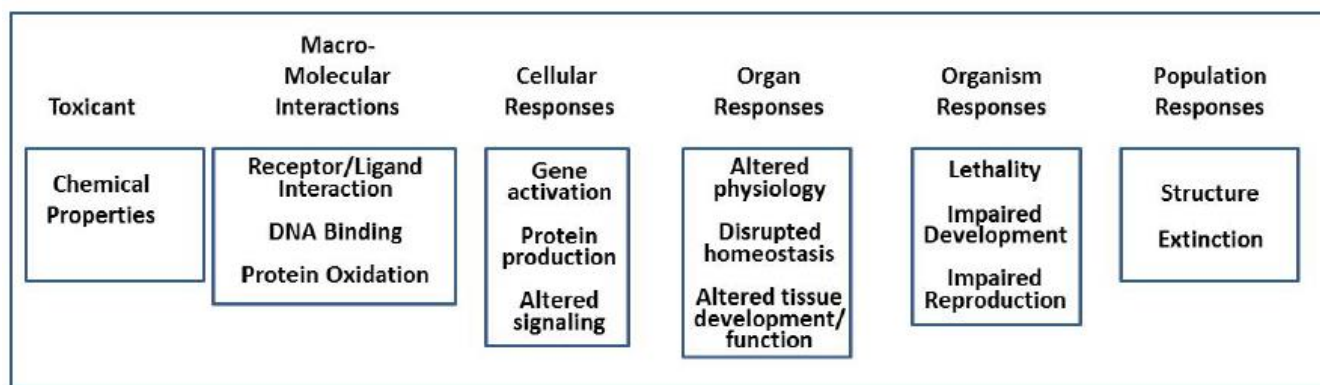 Toxicant
Macro-
Molecular
Interactions
Cellular
Responses
Organ
Responses
Organism
Responses
Population
Responses
Chemical
Properties
Receptor/Ligand
Interaction
DNA Binding
Protein Oxidation
Gene
activation
Protein
production
Altered
signaling
Altered
physiology
Disrupted
homeostasis
Altered tissue
development/
function
Lethality
Impaired
Development
Impaired
Reproduction
Structure
Extinction